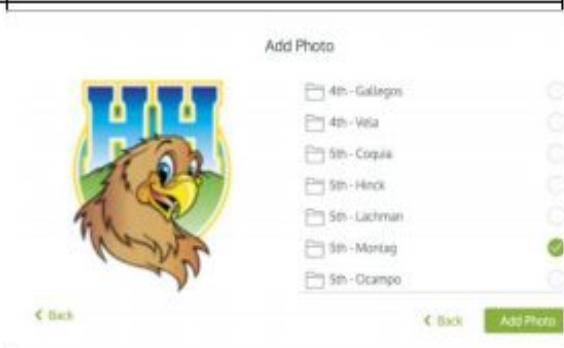 Add Photo
HH
4th - Gallegos
4th - Vela
5th - Coquia
5th - Hinck
5th - Lachman
5th - Montag
5th - Ocampo
< Back
< Back
Add Photo